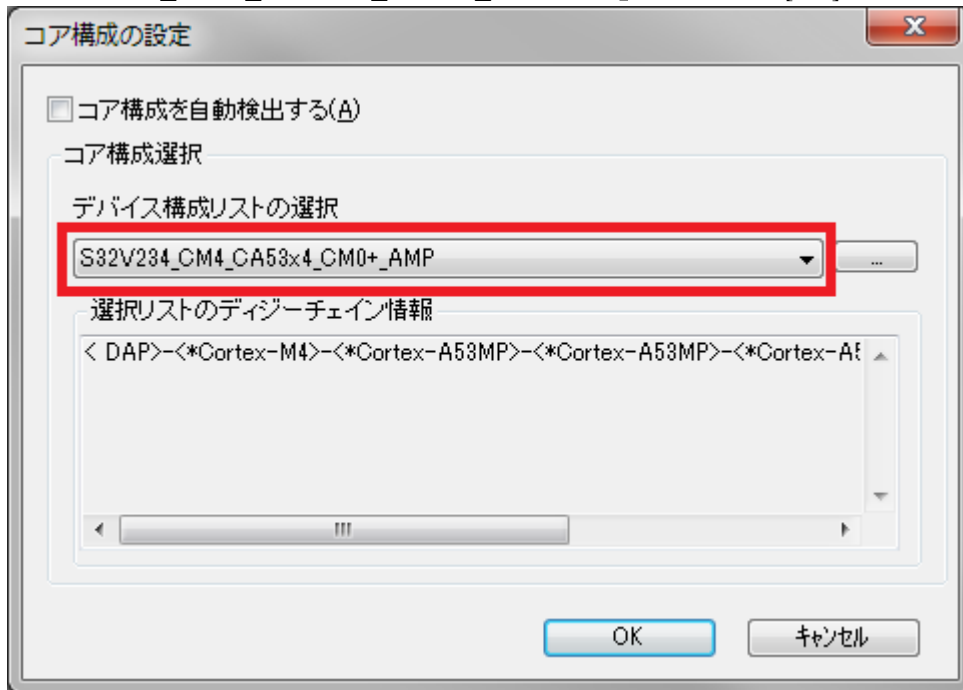 コア構成の設定
コア構成を自動検出する(A)
コア構成選択
デバイス構成リストの選択
S32V234_CM4_CA53x4_CM0+_AMP
...
選択リストのディジーチェイン情報
< DAP>-<*Cortex-M4>-<*Cortex-A53MP>-<*Cortex-A53MP>-<*Cortex-A5
OK
キャンセル